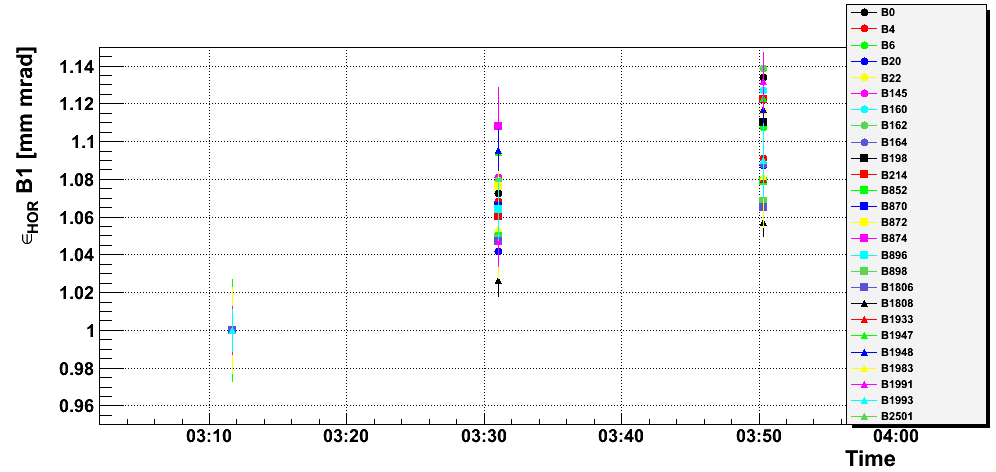 ϵHOR B1 [mm mrad]
1.14
1.12
1.1
1.08
1.06
1.04
1.02
1
0.98
0.96
03:10
03:20
03:30
03:40
03:50
04:00
Time
B0
B4
B6
B20
B22
B145
B160
B162
B164
B198
B214
B852
B870
B872
B874
B896
B898
B1806
B1808
B1933
B1947
B1948
B1983
B1991
B1993
B2501